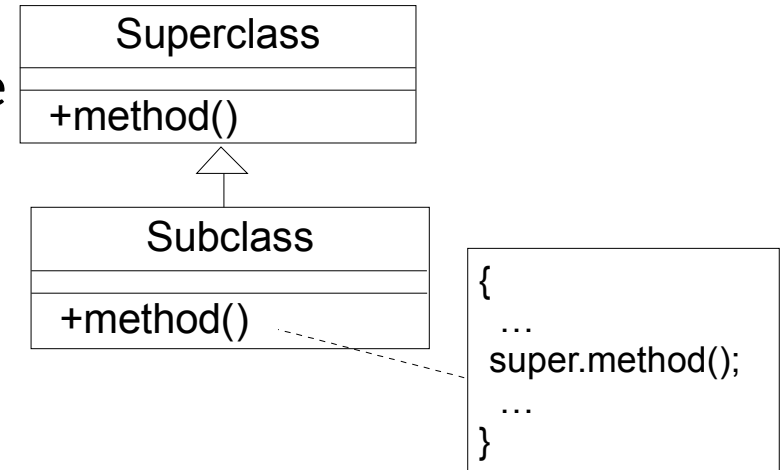 Superclass
e
+method()
Subclass
+method()
{
…
super.method();
…
}